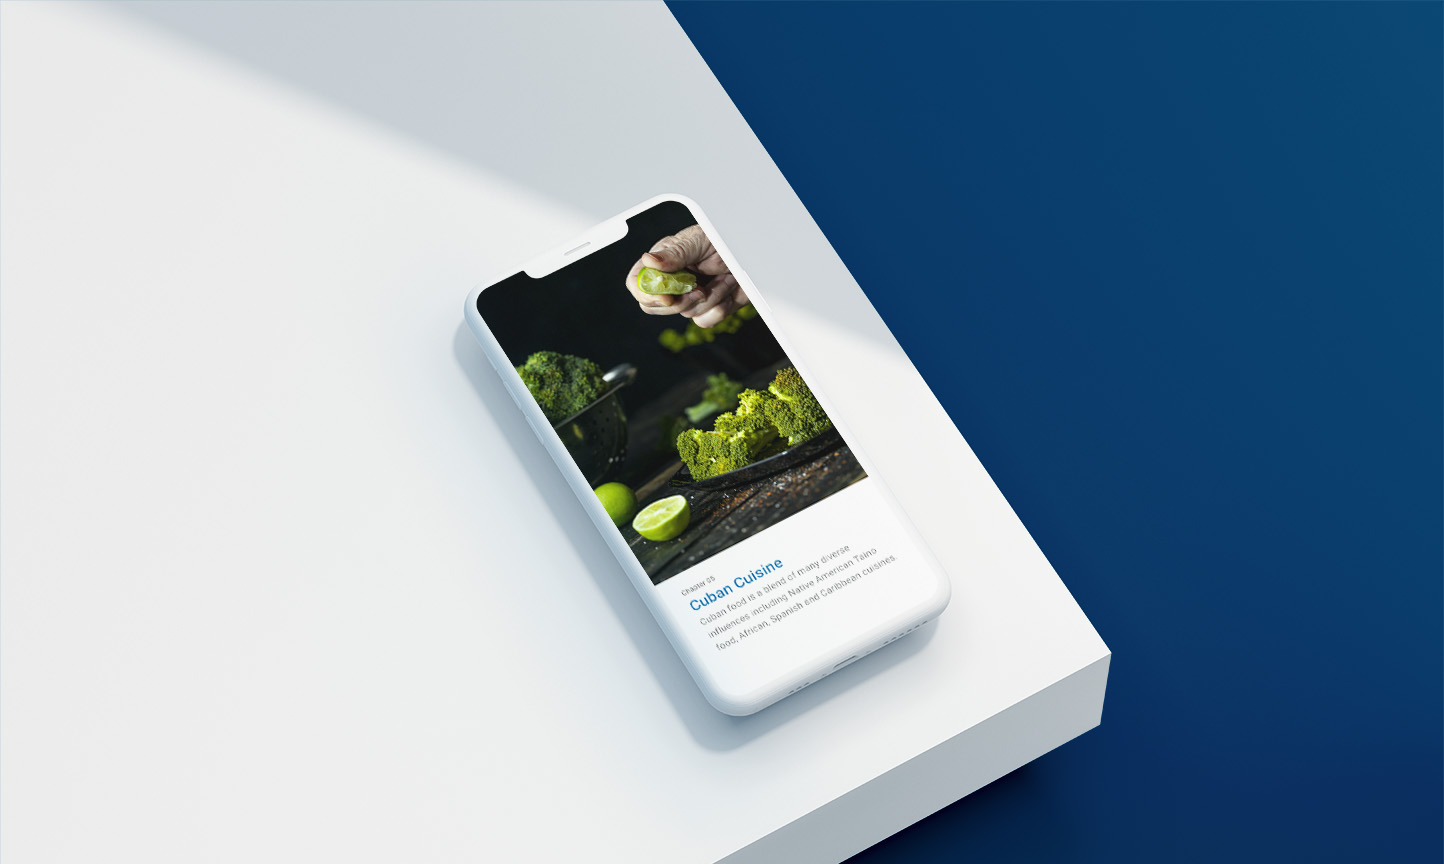 Chapter 05
Cuban Cuisine
Cuban food is a blend of many diverse
influences including Native American Taino
food, African, Spanish and Caribbean cuisines.